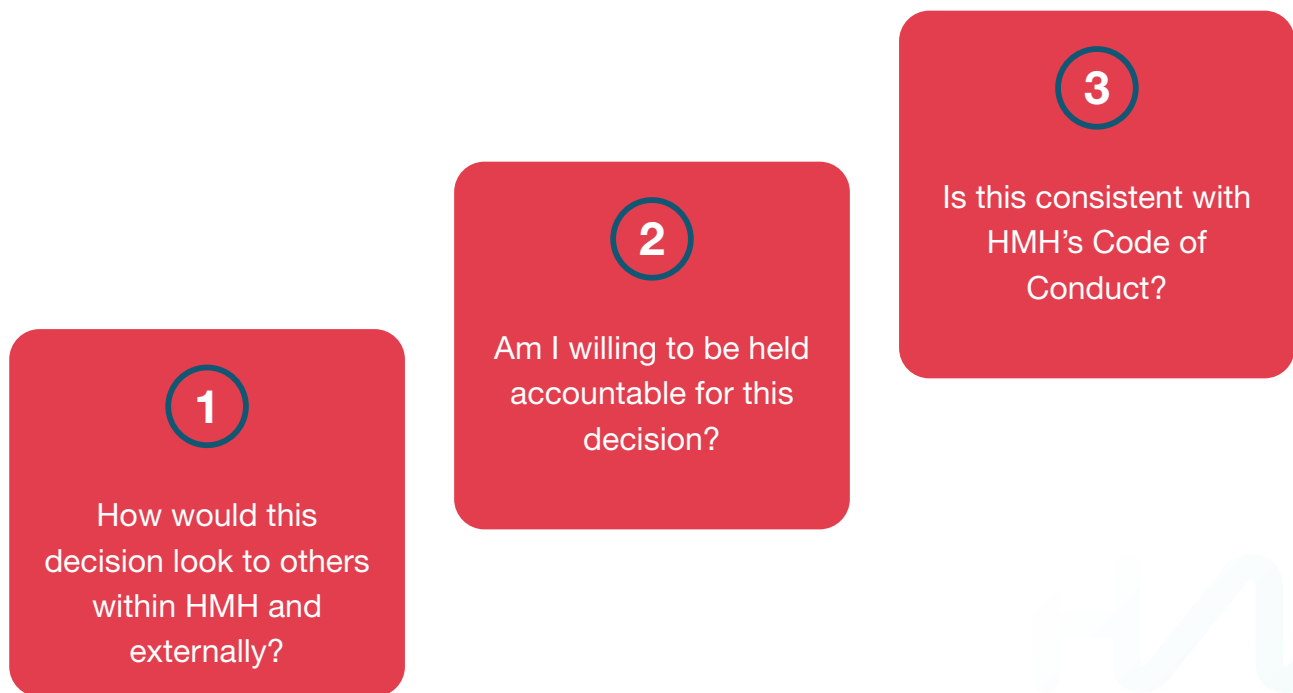 1
How would this
decision look to others
within HMH and
externally?
2
Am I willing to be held
accountable for this
decision?
3
Is this consistent with
HMH’s Code of
Conduct?